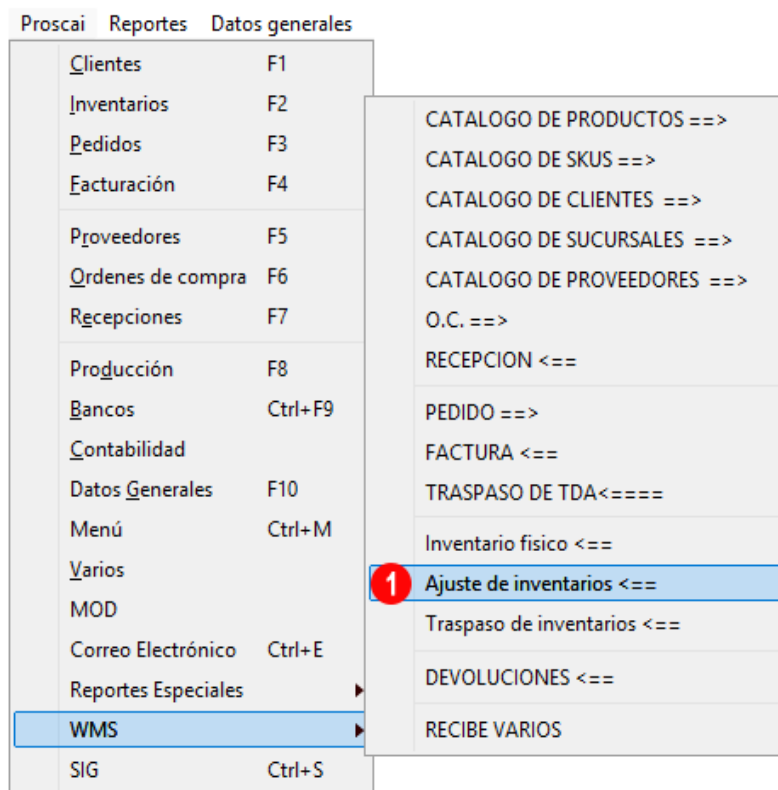 Proscai Reportes Datos generales
Clientes F1
Inventarios F2
Pedidos F3
Facturación F4
Proveedores F5
Ordenes de compra F6
Recepciones F7
Producción F8
Bancos Ctrl+F9
Contabilidad
Datos Generales F10
Menú Ctrl+M
Varios
MOD
Correo Electrónico Ctrl+E
Reportes Especiales
WMS
SIG Ctrl+S
CATALOGO DE PRODUCTOS ==>
CATALOGO DE SKUS ==>
CATALOGO DE CLIENTES ==>
CATALOGO DE SUCURSALES ==>
CATALOGO DE PROVEEDORES ==>
O.C. ==>
RECEPCION <==
PEDIDO ==>
FACTURA <==
TRASPASO DE TDA<====
Inventario fisico <==
1 Ajuste de inventarios <==
Traspaso de inventarios <==
DEVOLUCIONES <==
RECIBE VARIOS